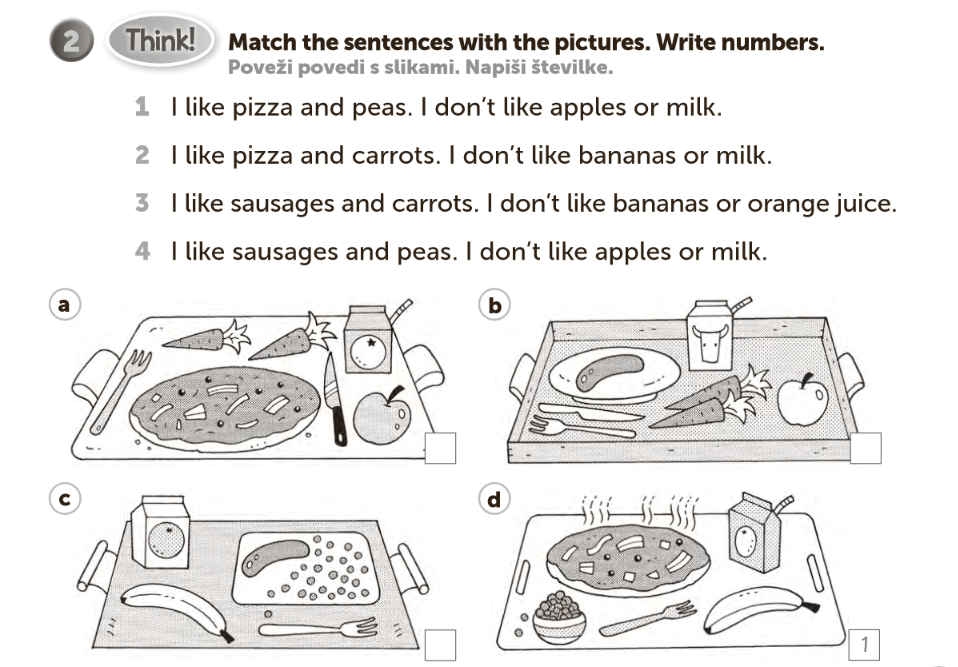 2 Think! Match the sentences with the pictures. Write numbers.
Poveži povedi s slikami. Napiši številke.
1 I like pizza and peas. I don't like apples or milk.
2 I like pizza and carrots. I don't like bananas or milk.
3 I like sausages and carrots. I don't like bananas or orange juice.
4 I like sausages and peas. I don't like apples or milk.
a
b
c
d
1